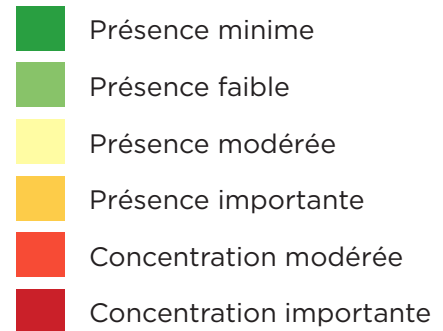 Présence minime
Présence faible
Présence modérée
Présence importante
Concentration modérée
Concentration importante